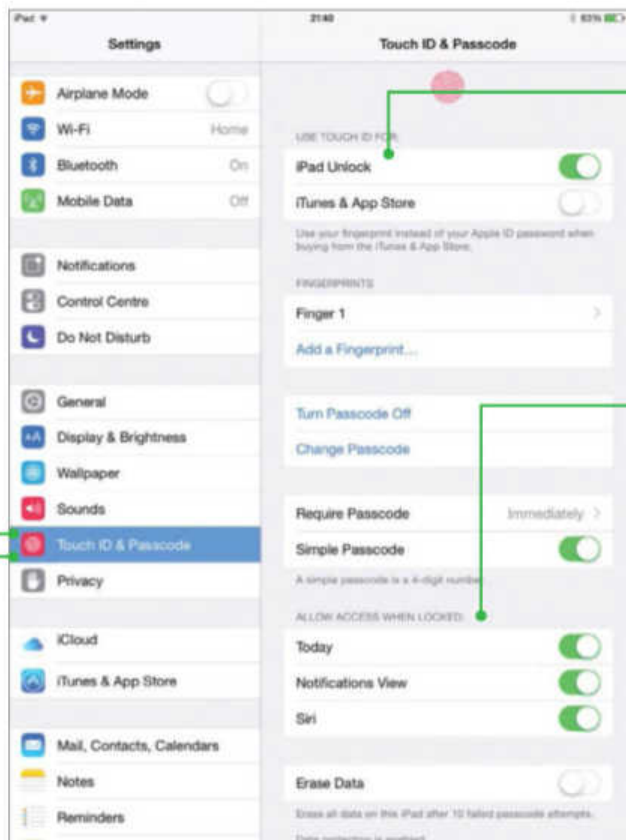 iPad
21:40
83%
Settings
Touch ID & Passcode
Airplane Mode
Wi-Fi Home
Bluetooth On
Mobile Data Off
Notifications
Control Centre
Do Not Disturb
General
Display & Brightness
Wallpaper
Sounds
Touch ID & Passcode
Privacy
iCloud
iTunes & App Store
Mail, Contacts, Calendars
Notes
Reminders
USE TOUCH ID FOR:
iPad Unlock
iTunes & App Store
Use your fingerprint instead of your Apple ID password when
buying from the iTunes & App Store.
FINGERPRINTS
Finger 1
Add a Fingerprint...
Turn Passcode Off
Change Passcode
Require Passcode Immediately
Simple Passcode
A simple passcode is a 4-digit number.
ALLOW ACCESS WHEN LOCKED:
Today
Notifications View
Siri
Erase Data
Erase all data on this iPad after 10 failed passcode attempts.
Data protection is enabled.